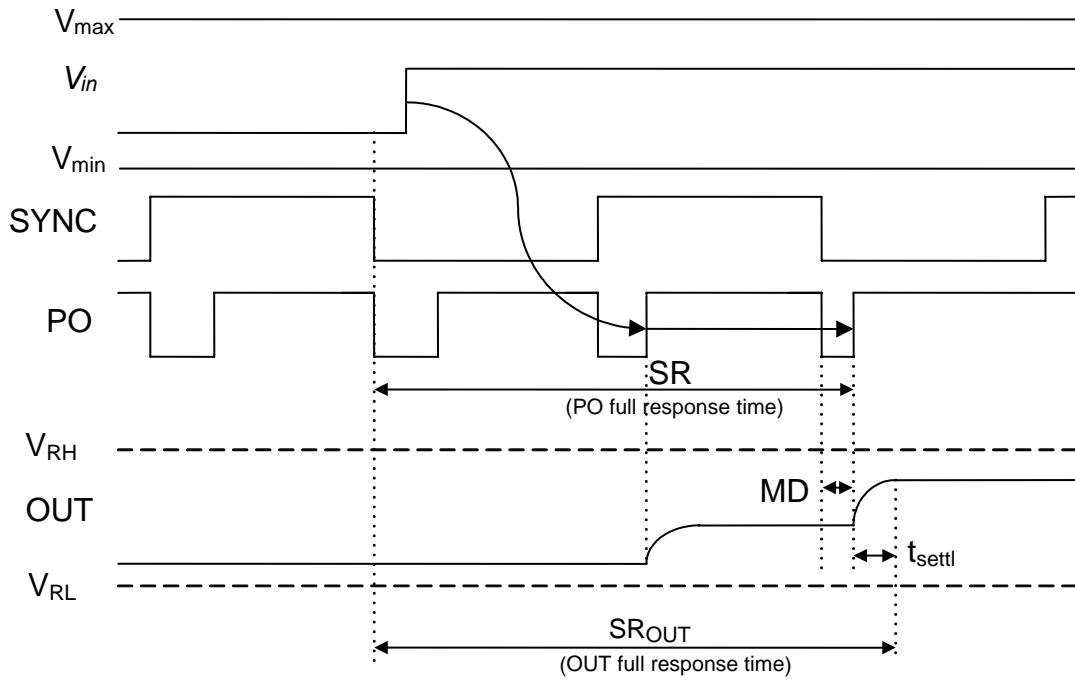 Vmax
Vin
Vmin
SYNC
PO
SR
(PO full response time)
VRH
MD
OUT
tsettl
VRL
SROUT
(OUT full response time)